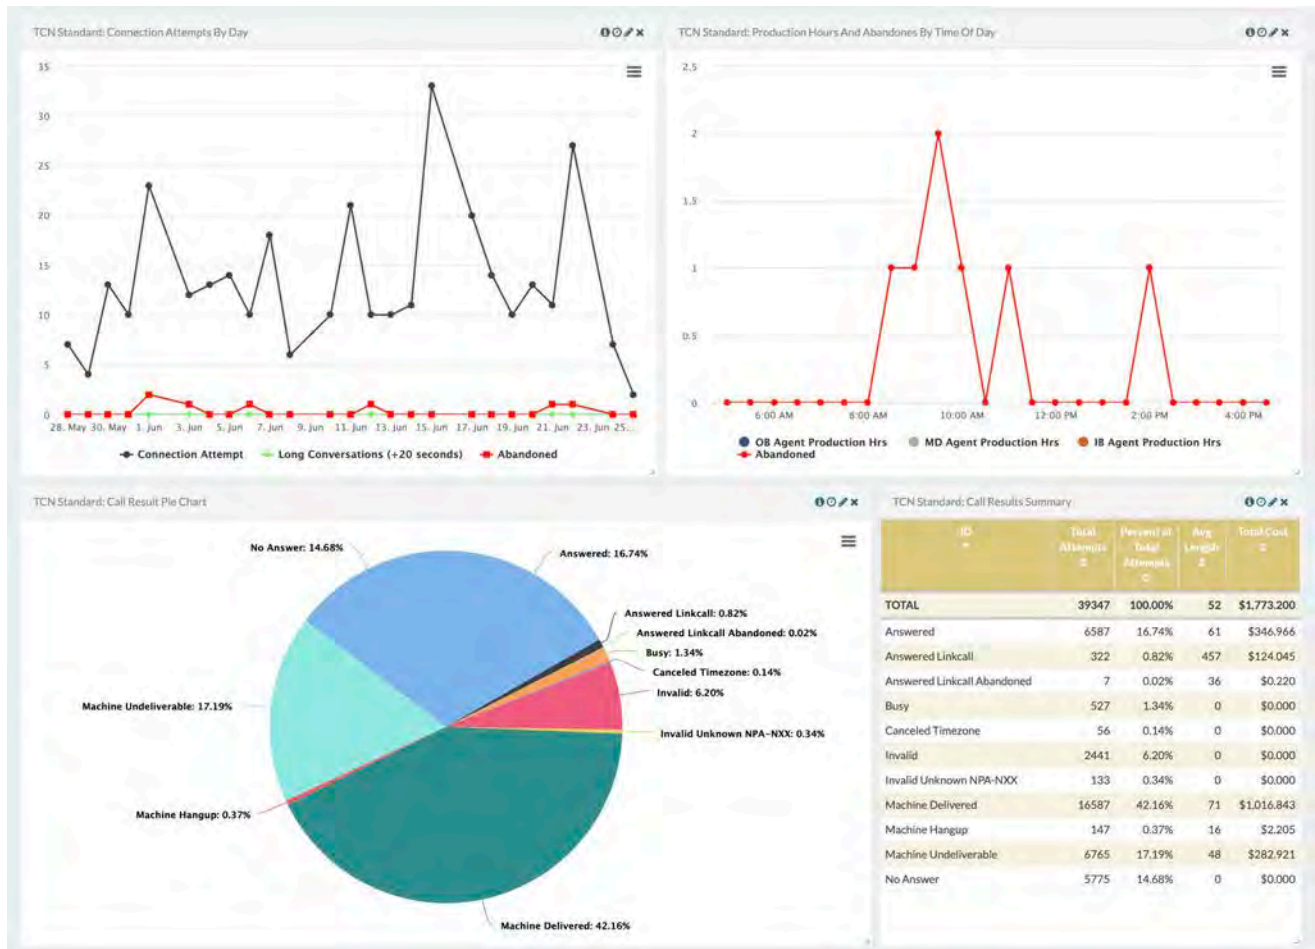 TCN Standard: Connection Attempts By Day
35
30
25
20
15
10
5
0
28. May 30. May 1. Jun 3. Jun 5. Jun 7. Jun 9. Jun 11. Jun 13. Jun 15. Jun 17. Jun 19. Jun 21. Jun 23. Jun 25...
Connection Attempt Long Conversations (+20 seconds) Abandoned
TCN Standard: Production Hours And Abandones By Time Of Day
2.5
2
1.5
1
0.5
0
6:00 AM 8:00 AM 10:00 AM 12:00 PM 2:00 PM 4:00 PM
OB Agent Production Hrs MD Agent Production Hrs IB Agent Production Hrs
Abandoned
TCN Standard: Call Result Pie Chart
No Answer: 14.68%
Answered: 16.74%
Answered Linkcall: 0.82%
Answered Linkcall Abandoned: 0.02%
Busy: 1.34%
Canceled Timezone: 0.14%
Invalid: 6.20%
Invalid Unknown NPA-NXX: 0.34%
Machine Undeliverable: 17.19%
Machine Hangup: 0.37%
Machine Delivered: 42.16%
TCN Standard: Call Results Summary
ID Total Attempts Percent of Total Attempts Avg Length Total Cost
TOTAL 39347 100.00% 52 $1,773.200
Answered 6587 16.74% 61 $346.966
Answered Linkcall 322 0.82% 457 $124.045
Answered Linkcall Abandoned 7 0.02% 36 $0.220
Busy 527 1.34% 0 $0.000
Canceled Timezone 56 0.14% 0 $0.000
Invalid 2441 6.20% 0 $0.000
Invalid Unknown NPA-NXX 133 0.34% 0 $0.000
Machine Delivered 16587 42.16% 71 $1,016.843
Machine Hangup 147 0.37% 16 $2.205
Machine Undeliverable 6765 17.19% 48 $282.921
No Answer 5775 14.68% 0 $0.000